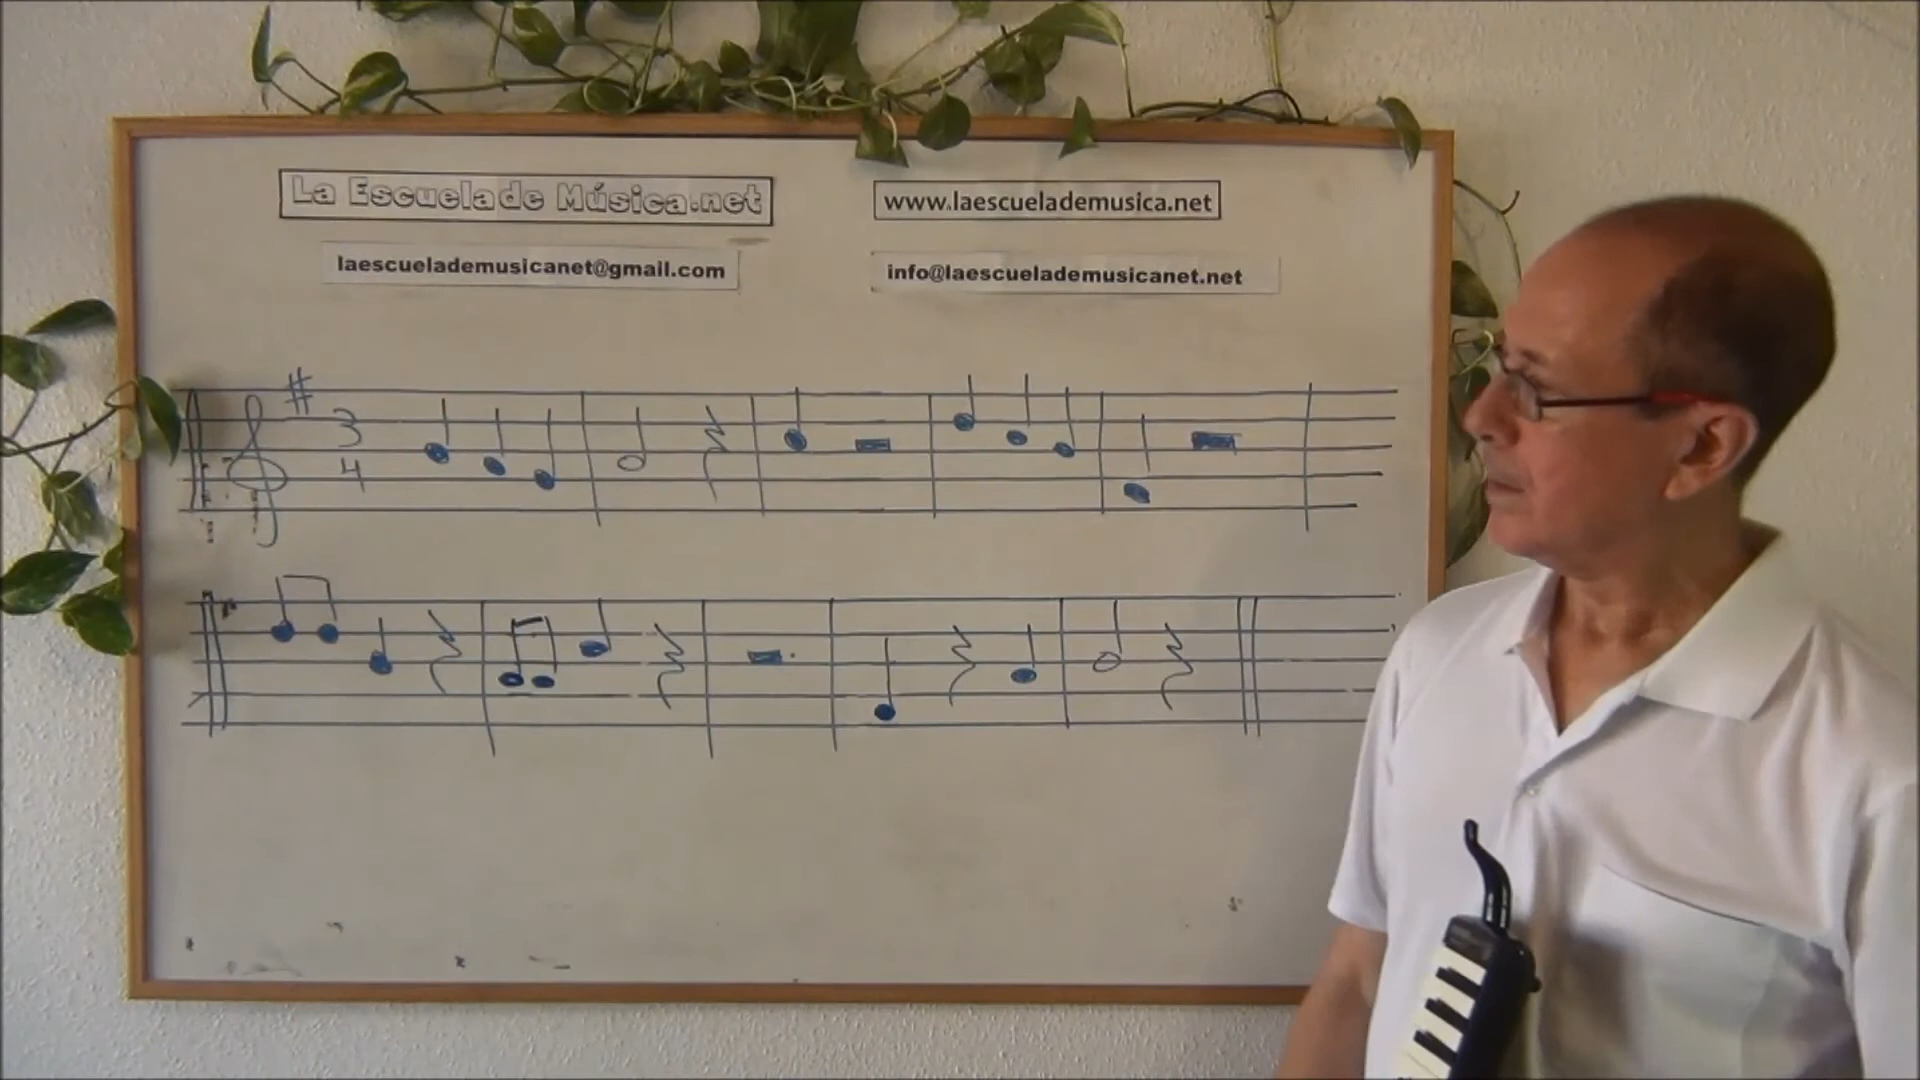 La Escuela de Música.net
www.laescuelademusica.net
laescuelademusicanet@gmail.com
info@laescuelademusicanet.net
3
4